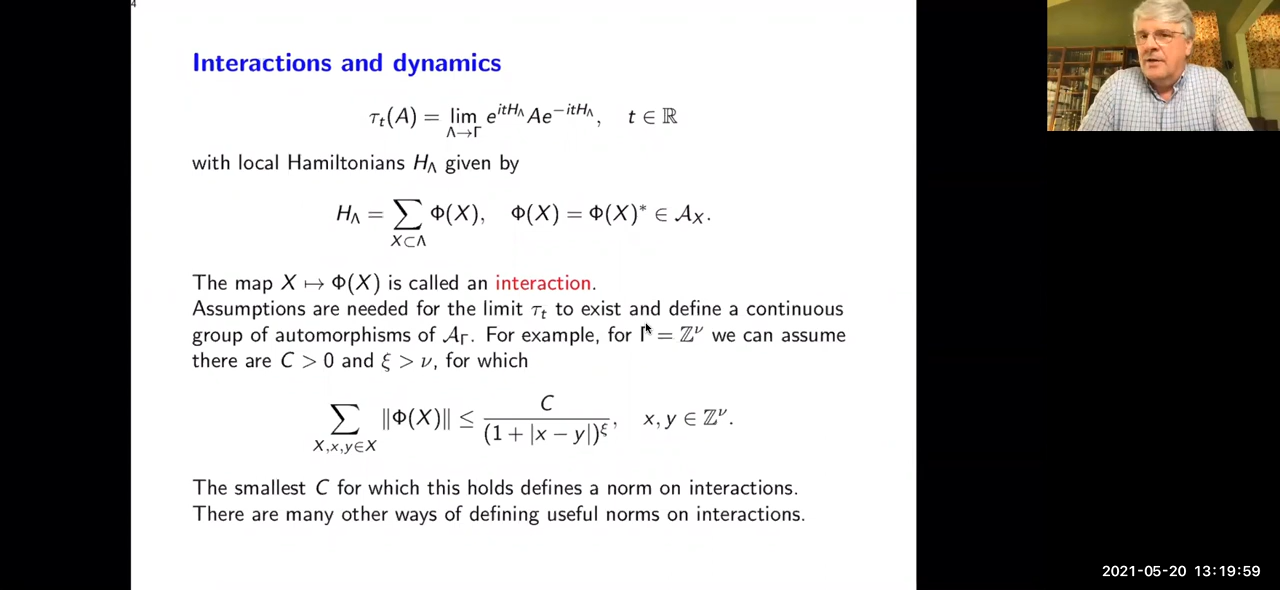 4
Interactions and dynamics
τₜ(A) = lim_{Λ→Γ} e^{itH_Λ} A e^{−itH_Λ}, t ∈ ℝ
with local Hamiltonians H_Λ given by
H_Λ = ∑_{X⊂Λ} Φ(X), Φ(X) = Φ(X)* ∈ 𝒜_X.
The map X ↦ Φ(X) is called an interaction.
Assumptions are needed for the limit τₜ to exist and define a continuous
group of automorphisms of 𝒜_Γ. For example, for Γ = ℤ^ν we can assume
there are C > 0 and ξ > ν, for which
∑_{X,x,y∈X} ‖Φ(X)‖ ≤ C / (1 + |x − y|)^ξ, x, y ∈ ℤ^ν.
The smallest C for which this holds defines a norm on interactions.
There are many other ways of defining useful norms on interactions.
2021-05-20 13:19:59